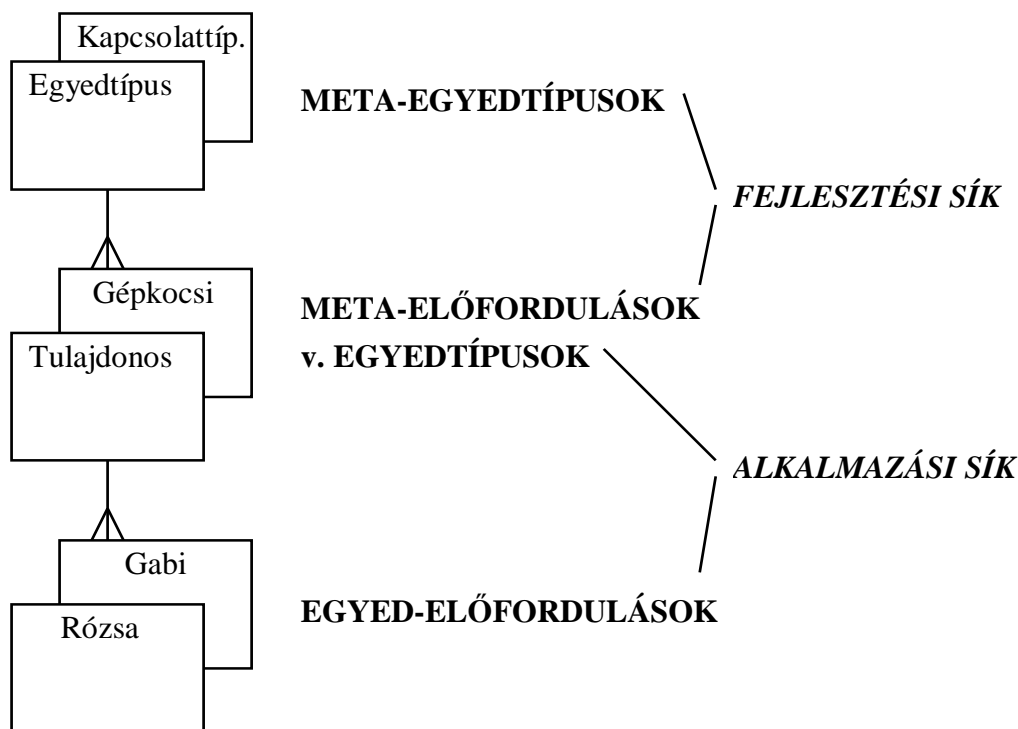 Kapcsolattíp.
Egyedtípus
META-EGYEDTÍPUSOK
FEJLESZTÉSI SÍK
Gépkocsi
META-ELŐFORDULÁSOK
Tulajdonos
v. EGYEDTÍPUSOK
ALKALMAZÁSI SÍK
Gabi
EGYED-ELŐFORDULÁSOK
Rózsa